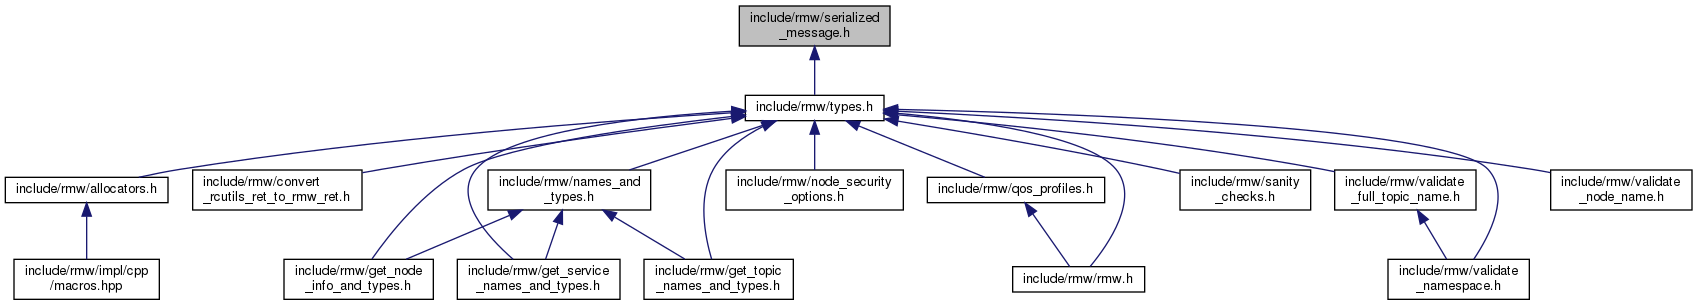 include/rmw/serialized
_message.h
include/rmw/types.h
include/rmw/allocators.h
include/rmw/convert
_rcutils_ret_to_rmw_ret.h
include/rmw/names_and
_types.h
include/rmw/node_security
_options.h
include/rmw/qos_profiles.h
include/rmw/sanity
_checks.h
include/rmw/validate
_full_topic_name.h
include/rmw/validate
_node_name.h
include/rmw/impl/cpp
/macros.hpp
include/rmw/get_node
_info_and_types.h
include/rmw/get_service
_names_and_types.h
include/rmw/get_topic
_names_and_types.h
include/rmw/rmw.h
include/rmw/validate
_namespace.h